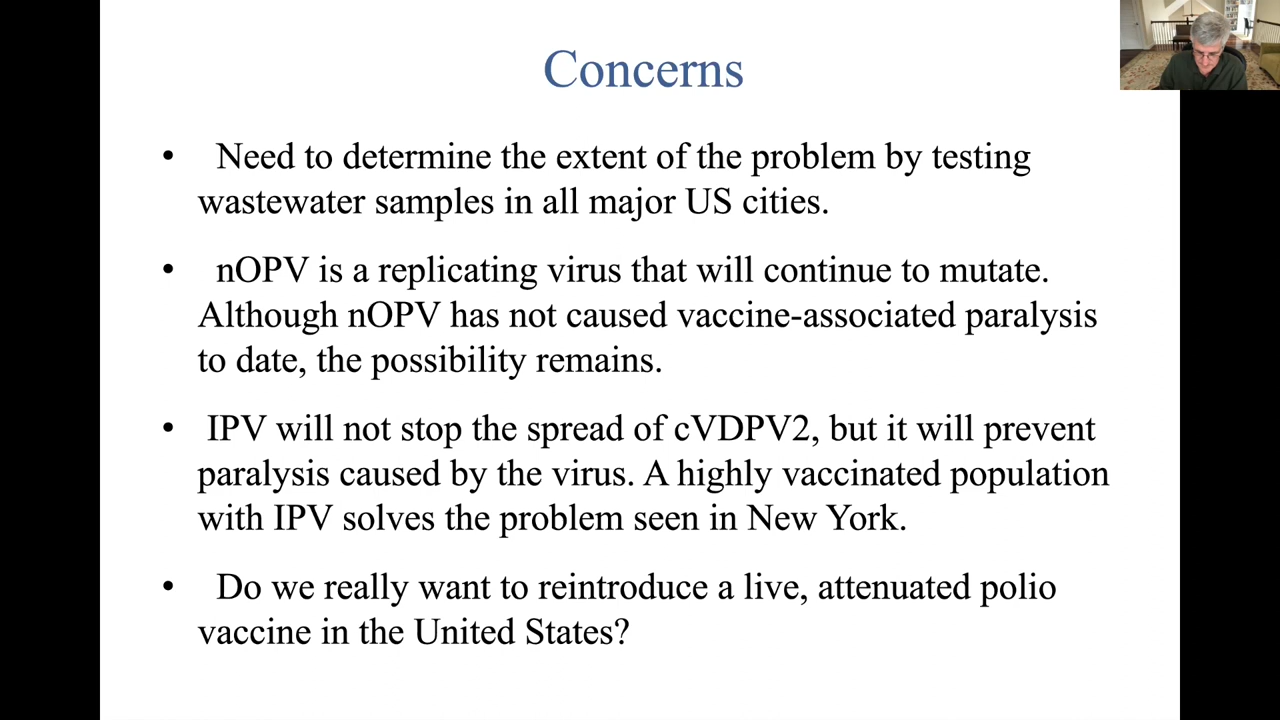 Concerns
• Need to determine the extent of the problem by testing
wastewater samples in all major US cities.
• nOPV is a replicating virus that will continue to mutate.
Although nOPV has not caused vaccine-associated paralysis
to date, the possibility remains.
• IPV will not stop the spread of cVDPV2, but it will prevent
paralysis caused by the virus. A highly vaccinated population
with IPV solves the problem seen in New York.
• Do we really want to reintroduce a live, attenuated polio
vaccine in the United States?